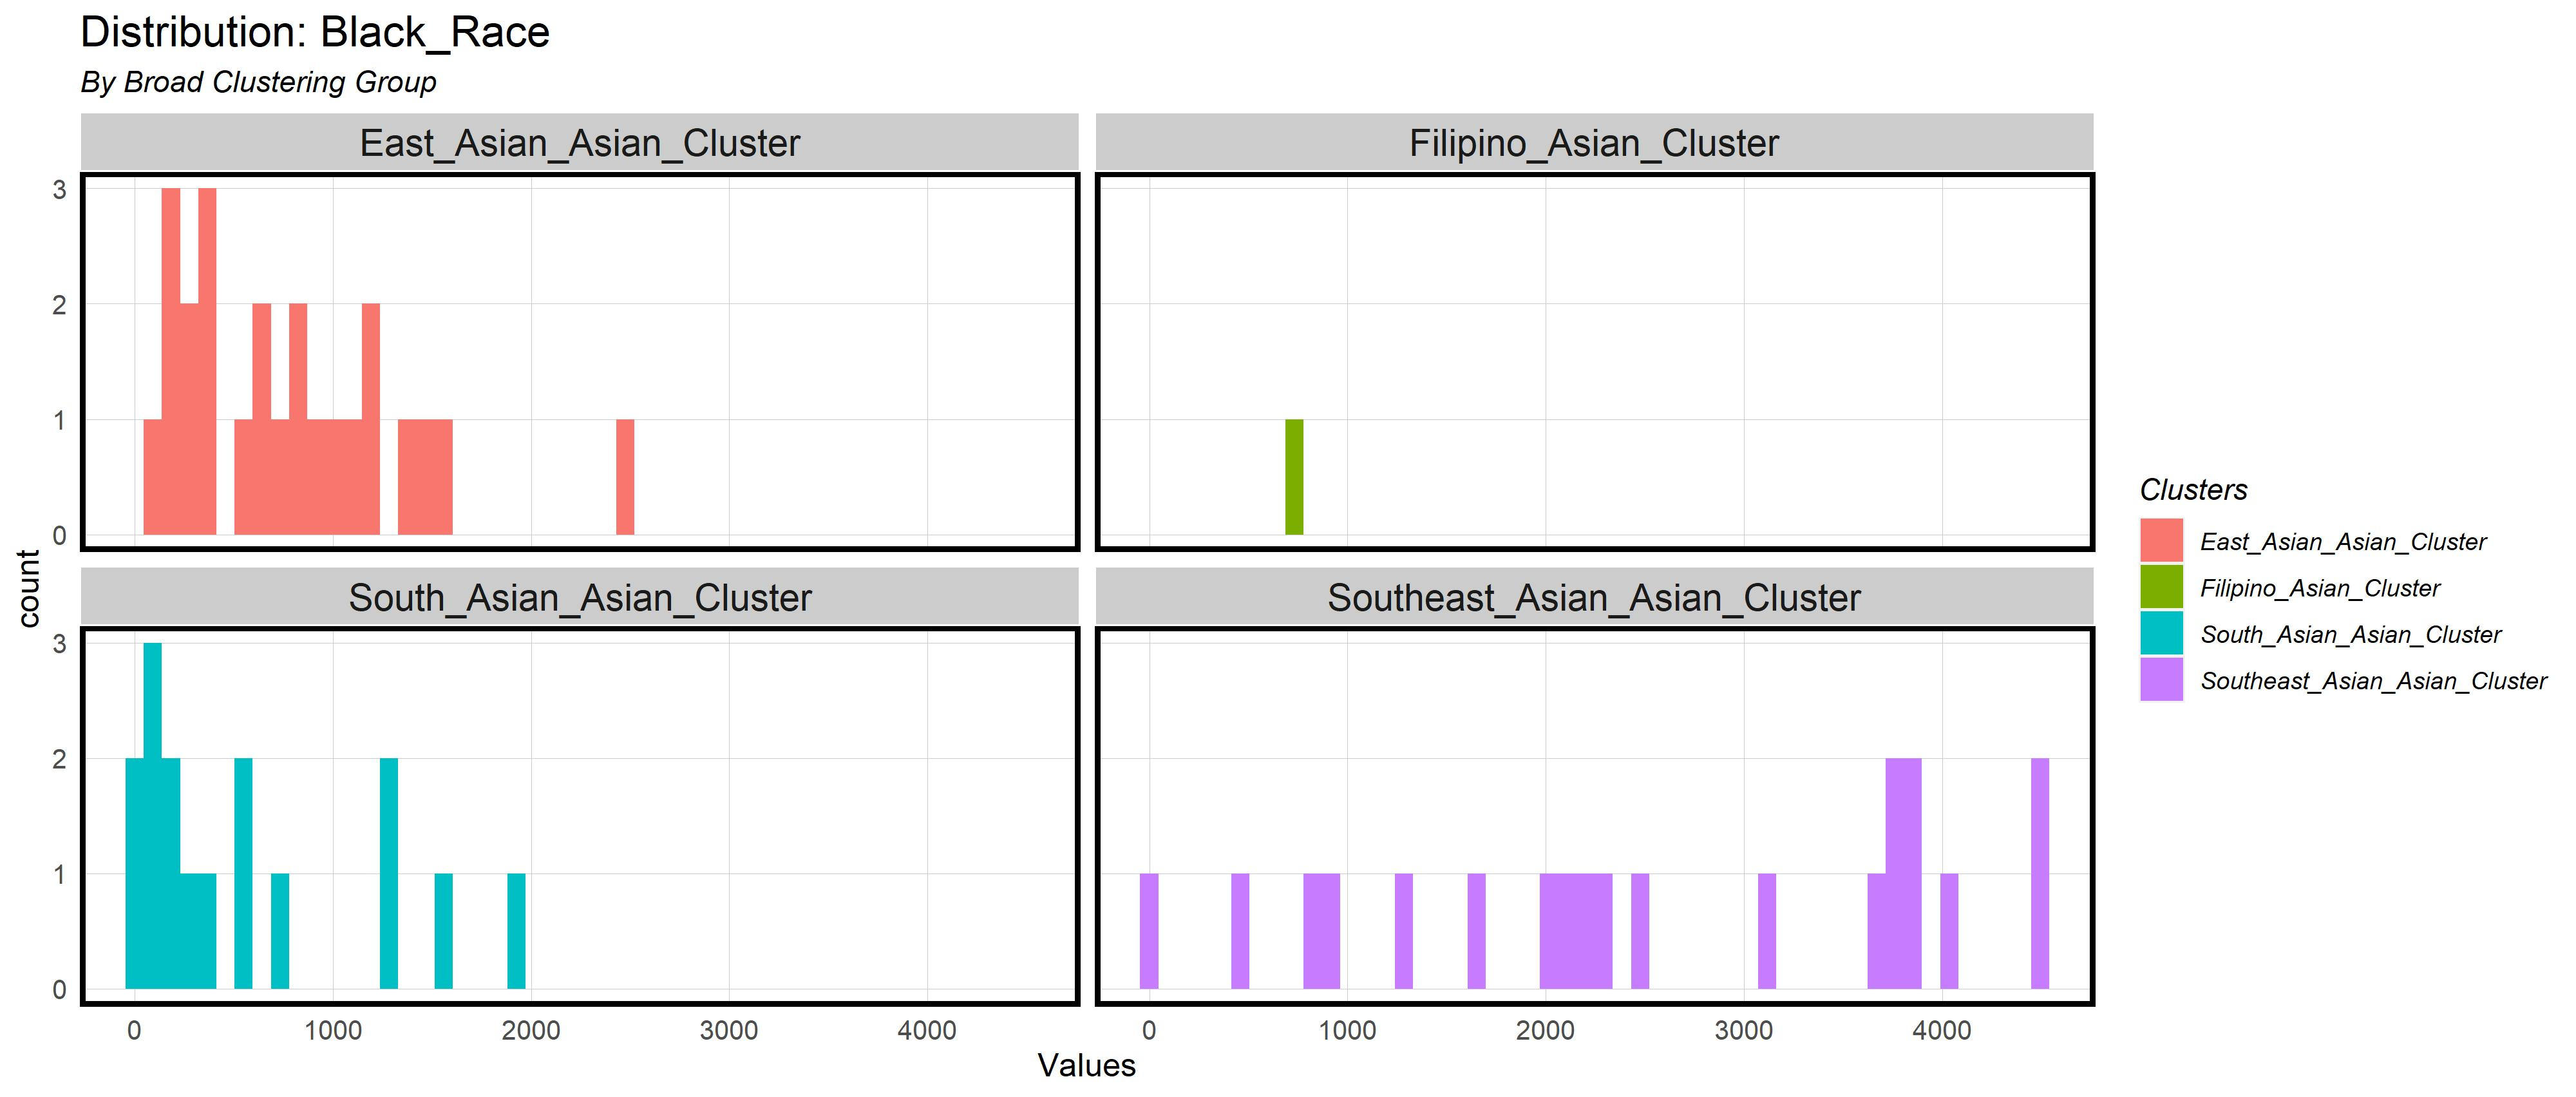 Distribution: Black_Race
By Broad Clustering Group
East_Asian_Asian_Cluster
Filipino_Asian_Cluster
3
2
1
0
South_Asian_Asian_Cluster
Southeast_Asian_Asian_Cluster
3
2
1
0
count
0 1000 2000 3000 4000
0 1000 2000 3000 4000
Values
Clusters
East_Asian_Asian_Cluster
Filipino_Asian_Cluster
South_Asian_Asian_Cluster
Southeast_Asian_Asian_Cluster